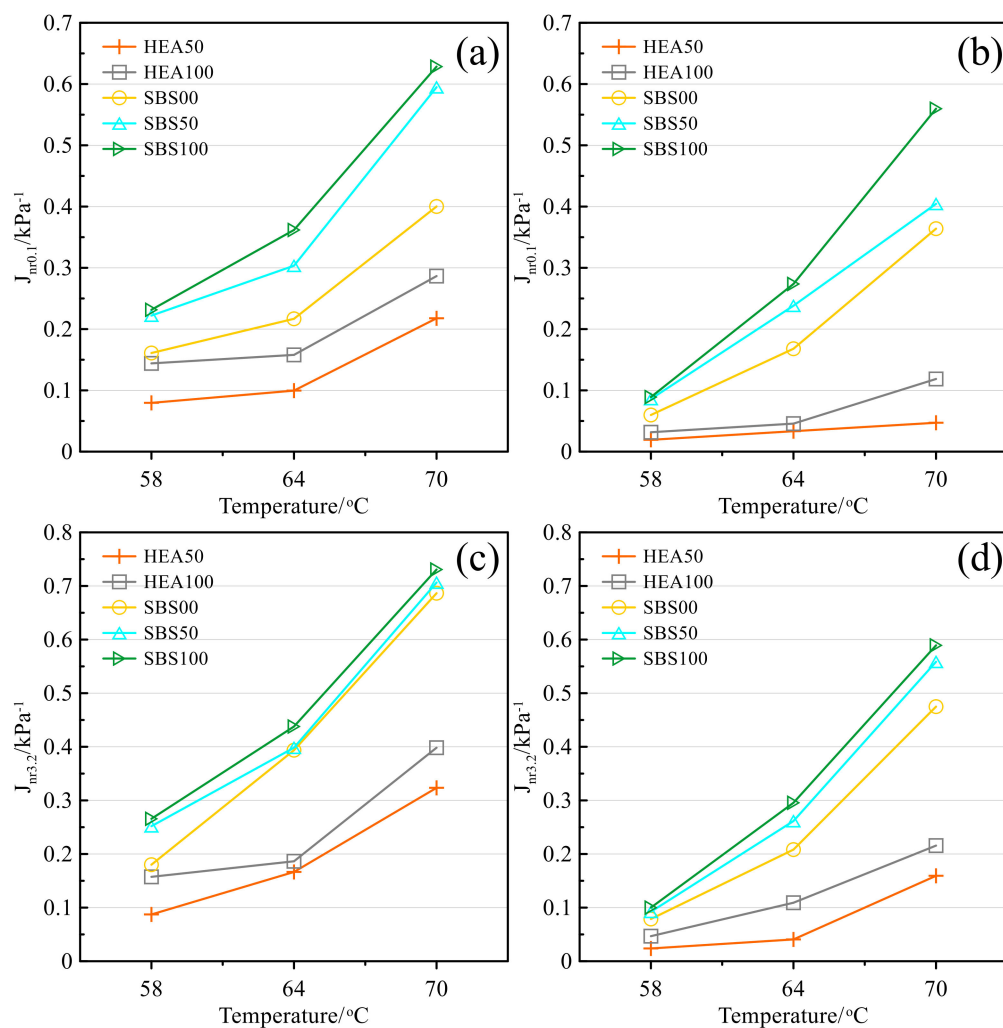 (a)
HEA50
HEA100
SBS00
SBS50
SBS100
0.7
0.6
0.5
0.4
0.3
0.2
0.1
0
Jnr0.1/kPa-1
58 64 70
Temperature/°C
(b)
HEA50
HEA100
SBS00
SBS50
SBS100
0.7
0.6
0.5
0.4
0.3
0.2
0.1
0
Jnr0.1/kPa-1
58 64 70
Temperature/°C
(c)
HEA50
HEA100
SBS00
SBS50
SBS100
0.8
0.7
0.6
0.5
0.4
0.3
0.2
0.1
0
Jnr3.2/kPa-1
58 64 70
Temperature/°C
(d)
HEA50
HEA100
SBS00
SBS50
SBS100
0.8
0.7
0.6
0.5
0.4
0.3
0.2
0.1
0
Jnr3.2/kPa-1
58 64 70
Temperature/°C